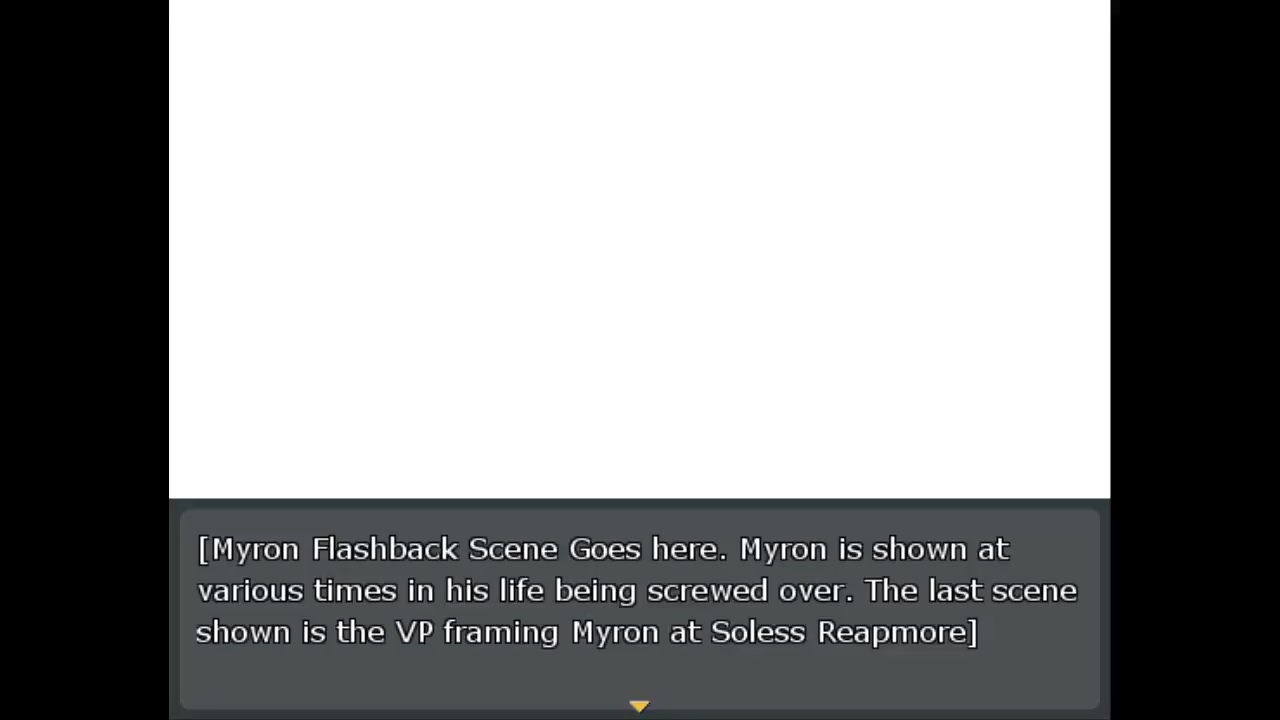 [Myron Flashback Scene Goes here. Myron is shown at
various times in his life being screwed over. The last scene
shown is the VP framing Myron at Soless Reapmore]